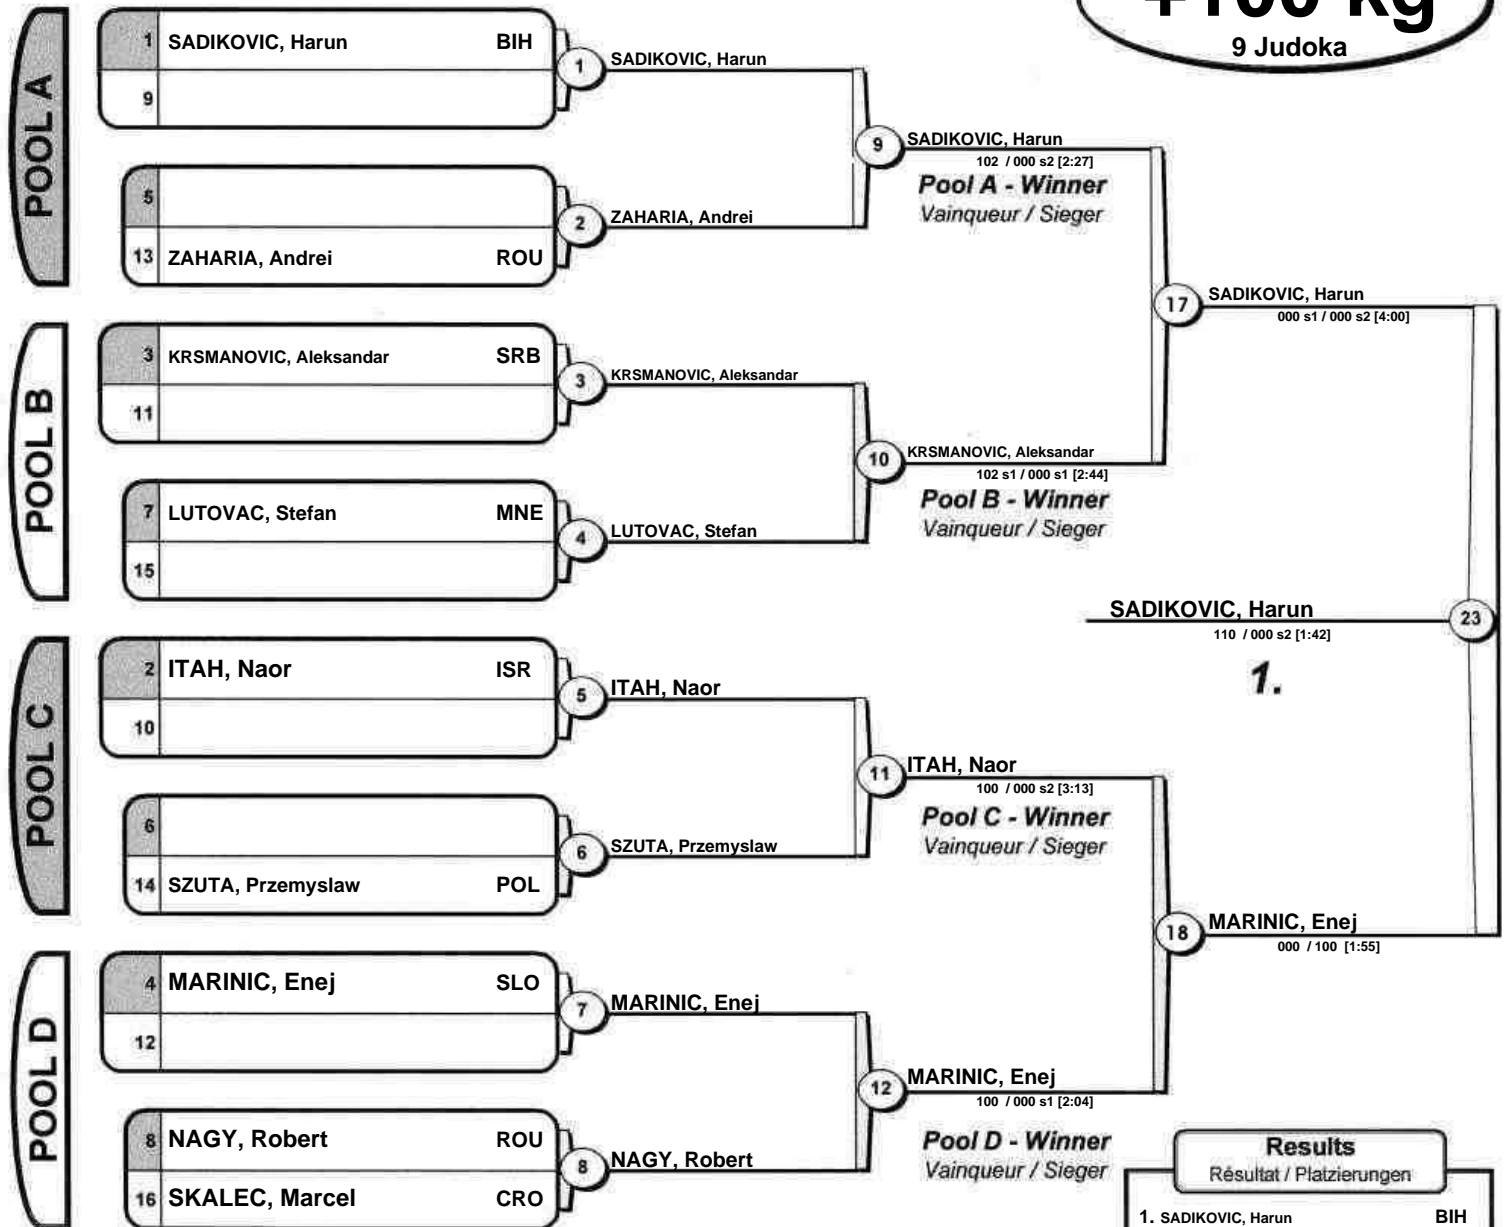 +100 kg
9 Judoka
POOL A
1 SADIKOVIC, Harun BIH
9
5
13 ZAHARIA, Andrei ROU
1 SADIKOVIC, Harun
2 ZAHARIA, Andrei
9 SADIKOVIC, Harun
102 / 000 s2 [2:27]
Pool A - Winner
Vainqueur / Sieger
POOL B
3 KRSMANOVIC, Aleksandar SRB
11
7 LUTOVAC, Stefan MNE
15
3 KRSMANOVIC, Aleksandar
4 LUTOVAC, Stefan
10 KRSMANOVIC, Aleksandar
102 s1 / 000 s1 [2:44]
Pool B - Winner
Vainqueur / Sieger
17 SADIKOVIC, Harun
000 s1 / 000 s2 [4:00]
SADIKOVIC, Harun 23
110 / 000 s2 [1:42]
1.
POOL C
2 ITAH, Naor ISR
10
6
14 SZUTA, Przemyslaw POL
5 ITAH, Naor
6 SZUTA, Przemyslaw
11 ITAH, Naor
100 / 000 s2 [3:13]
Pool C - Winner
Vainqueur / Sieger
18 MARINIC, Enej
000 / 100 [1:55]
POOL D
4 MARINIC, Enej SLO
12
8 NAGY, Robert ROU
16 SKALEC, Marcel CRO
7 MARINIC, Enej
8 NAGY, Robert
12 MARINIC, Enej
100 / 000 s1 [2:04]
Pool D - Winner
Vainqueur / Sieger
Results
Résultat / Platzierungen
1. SADIKOVIC, Harun BIH